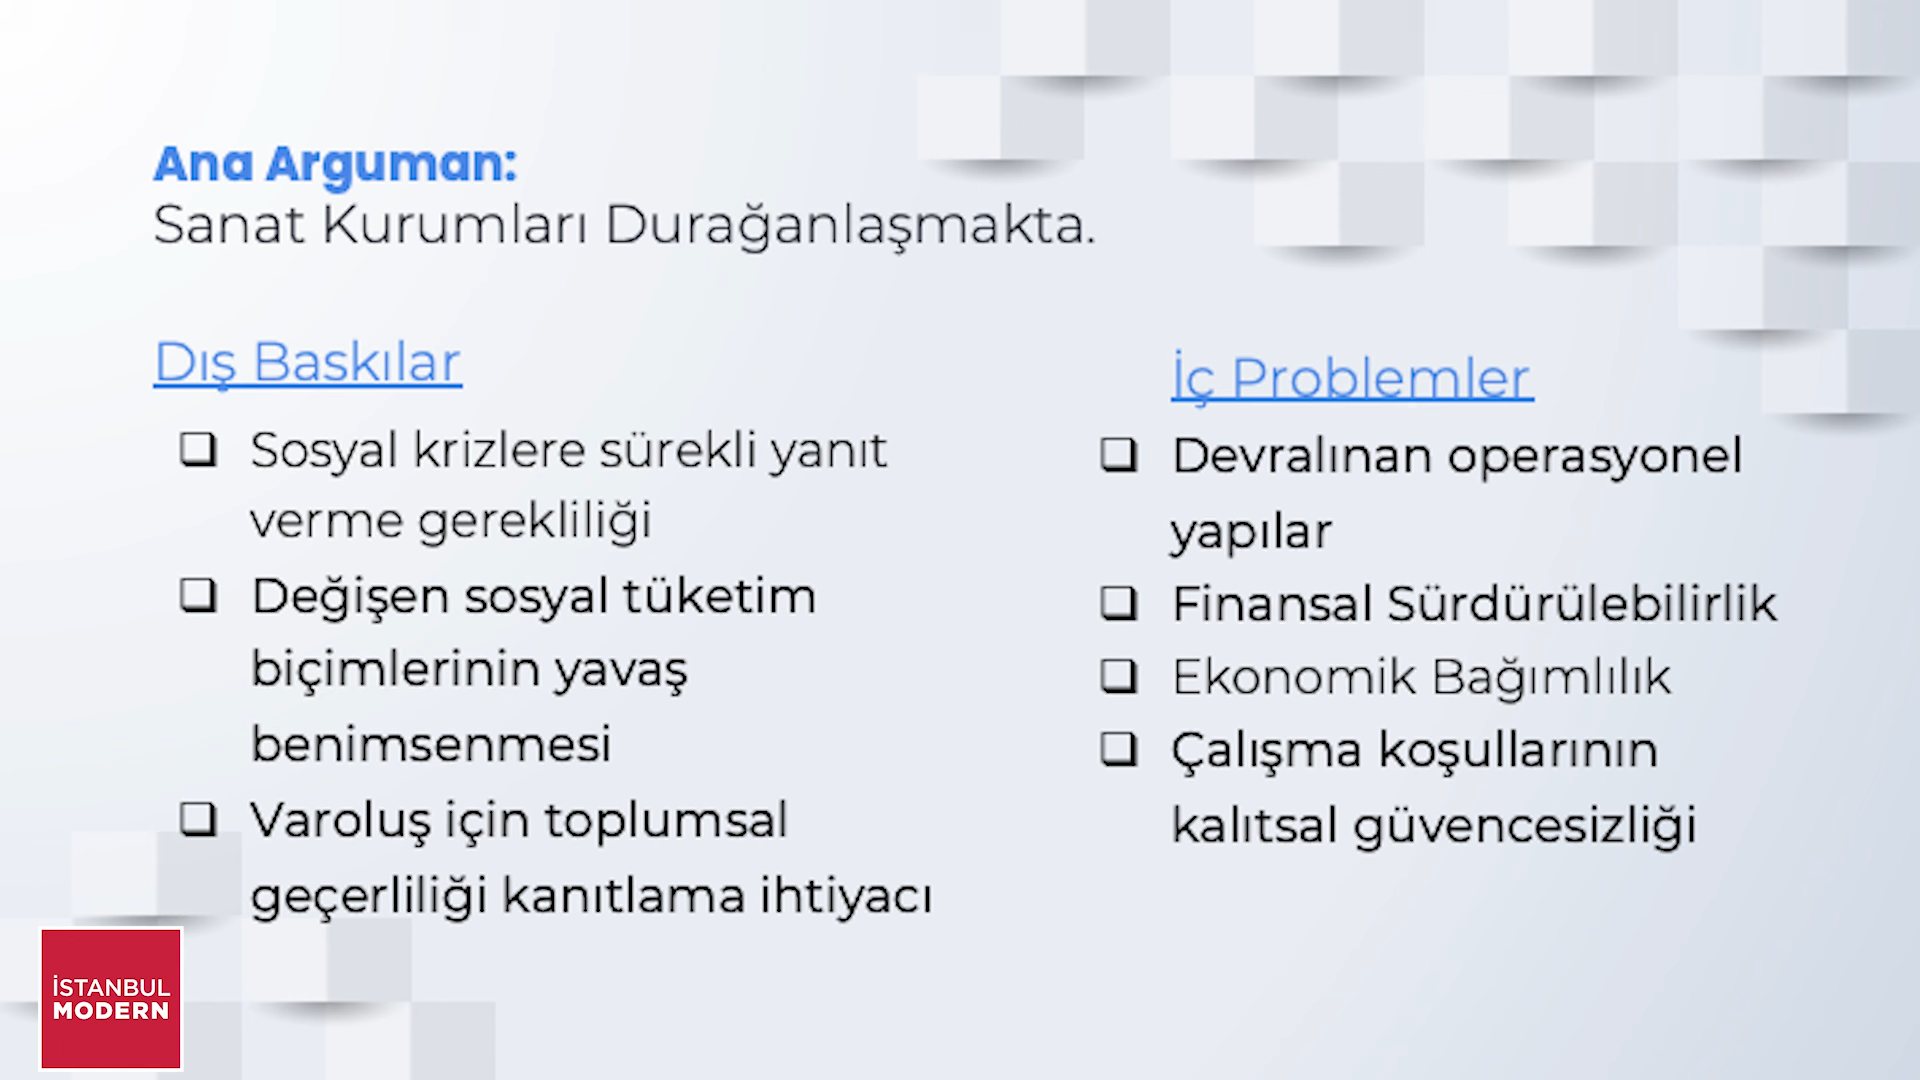 Ana Arguman:
Sanat Kurumları Durağanlaşmakta.
Dış Baskılar
Sosyal krizlere sürekli yanıt
verme gerekliliği
Değişen sosyal tüketim
biçimlerinin yavaş
benimsenmesi
Varoluş için toplumsal
geçerliliği kanıtlama ihtiyacı
İç Problemler
Devralınan operasyonel
yapılar
Finansal Sürdürülebilirlik
Ekonomik Bağımlılık
Çalışma koşullarının
kalıtsal güvencesizliği
İSTANBUL
MODERN